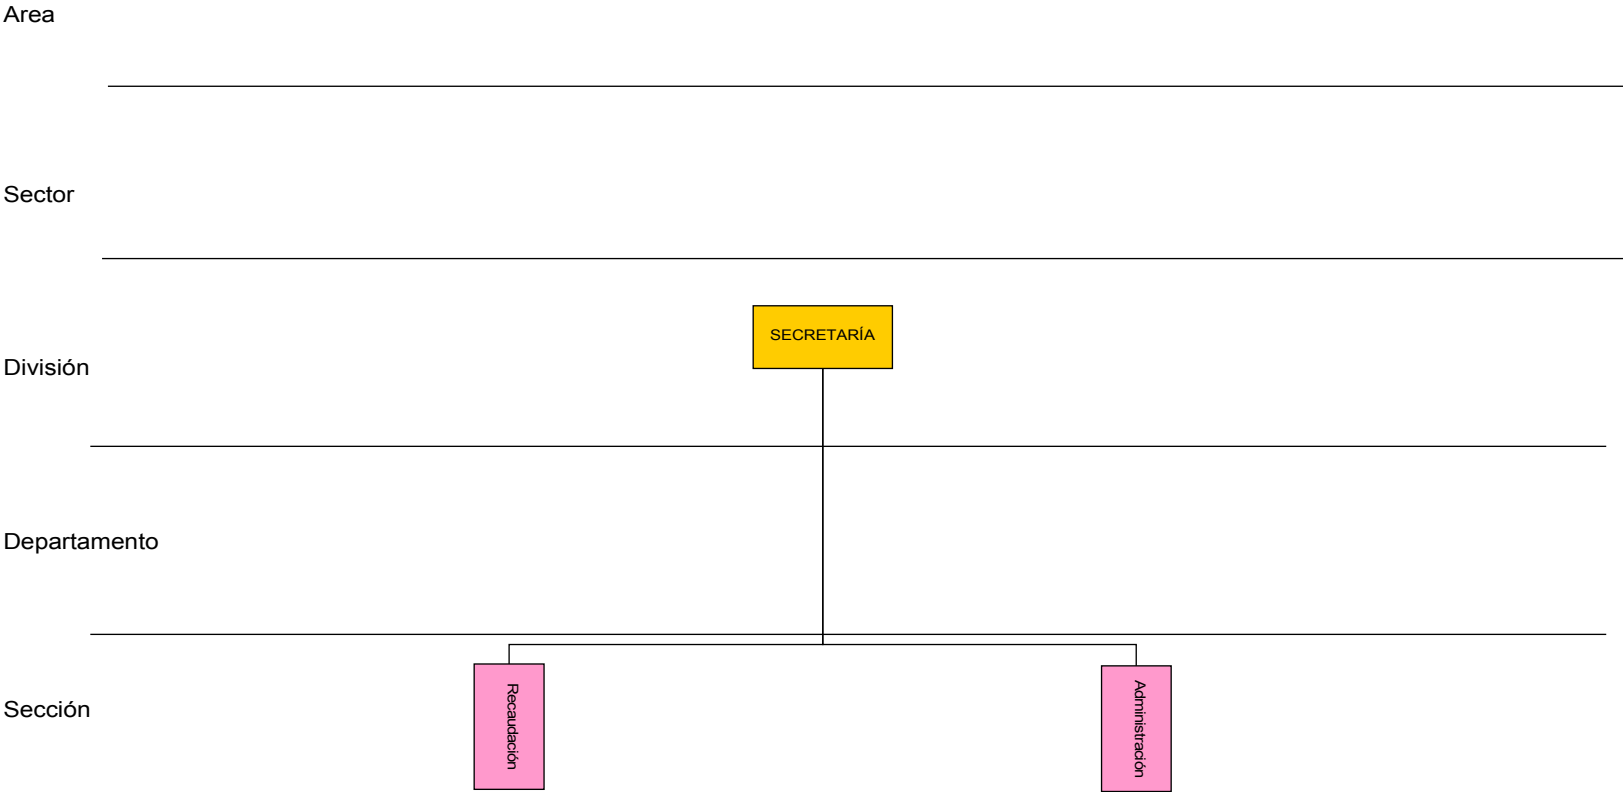 Area
Sector
SECRETARÍA
División
Departamento
Sección
Recaudación
Administración